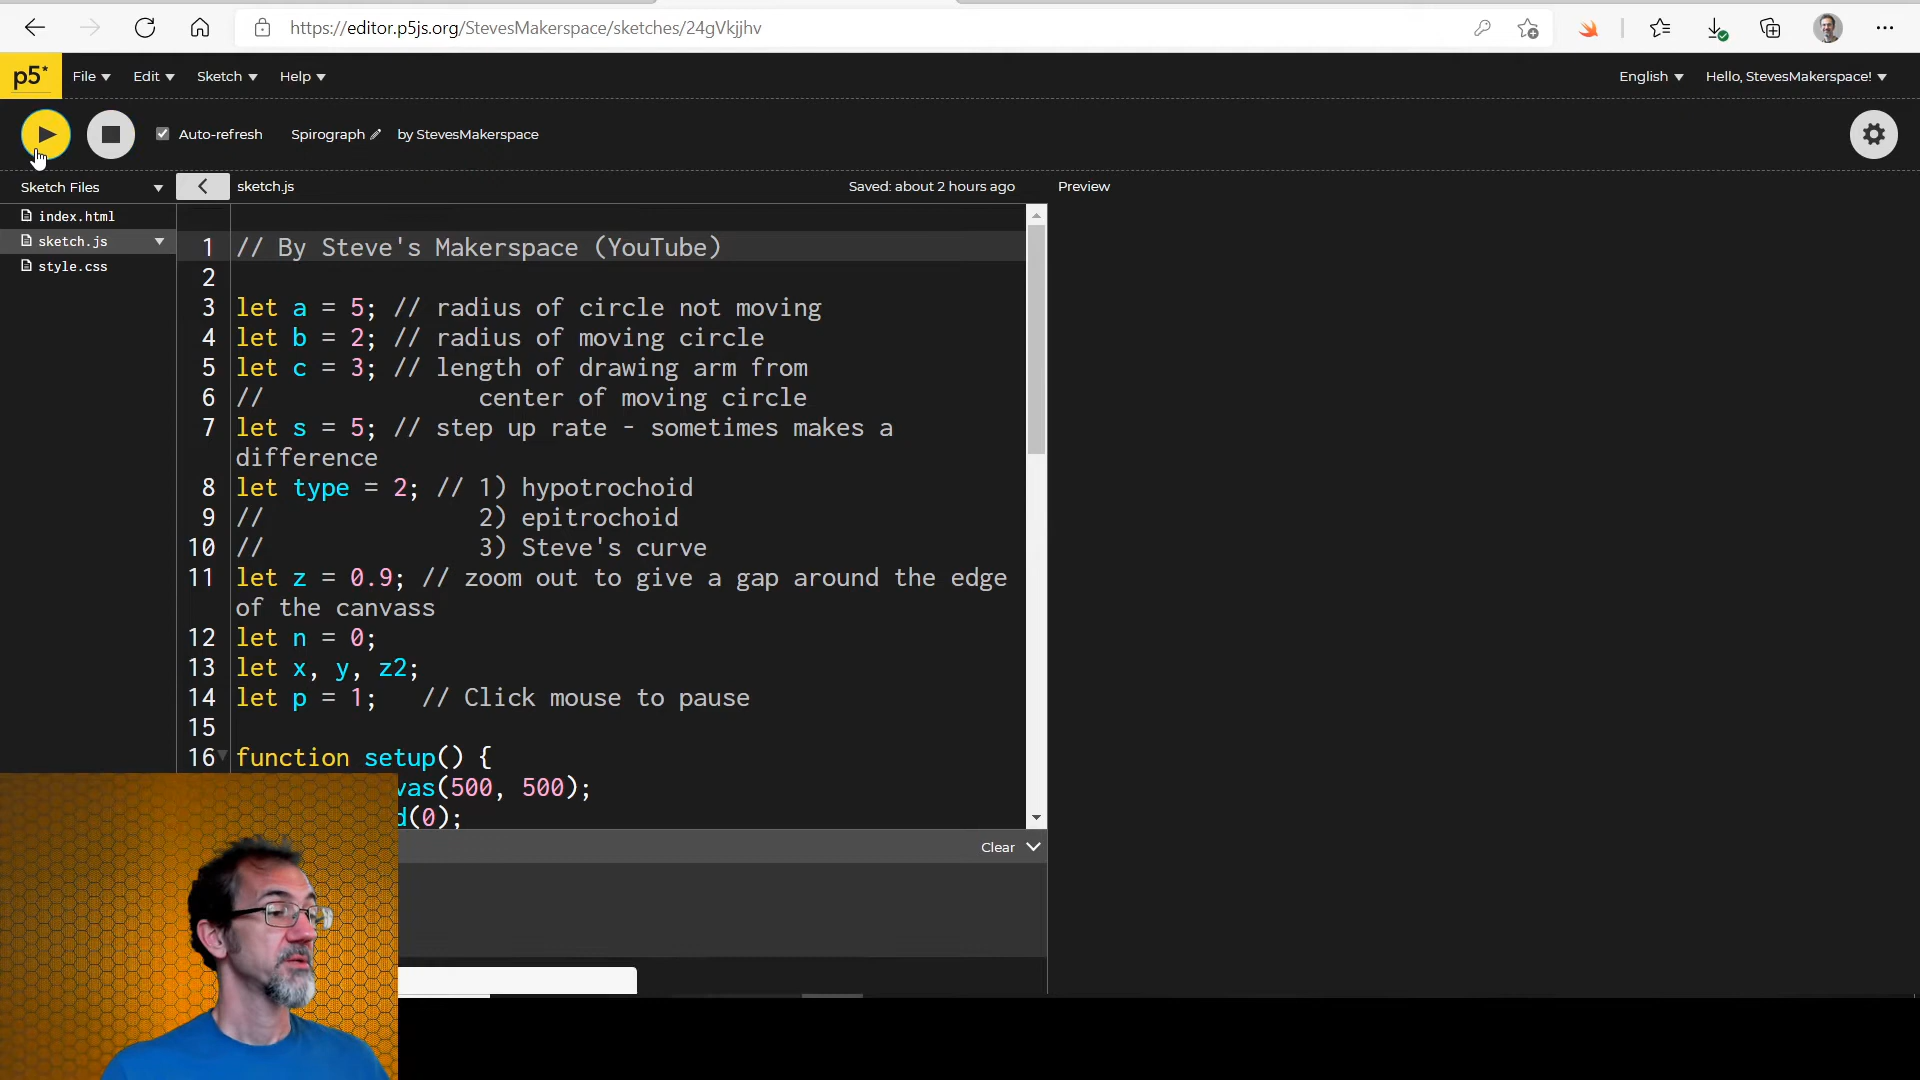 https://editor.p5js.org/StevesMakerspace/sketches/24gVkjjhv
p5* File Edit Sketch Help English Hello, StevesMakerspace!
Auto-refresh Spirograph by StevesMakerspace
Sketch Files sketch.js Saved: about 2 hours ago Preview
index.html
sketch.js
style.css
1 // By Steve's Makerspace (YouTube)
2
3 let a = 5; // radius of circle not moving
4 let b = 2; // radius of moving circle
5 let c = 3; // length of drawing arm from
6 // center of moving circle
7 let s = 5; // step up rate - sometimes makes a
difference
8 let type = 2; // 1) hypotrochoid
9 // 2) epitrochoid
10 // 3) Steve's curve
11 let z = 0.9; // zoom out to give a gap around the edge
of the canvass
12 let n = 0;
13 let x, y, z2;
14 let p = 1; // Click mouse to pause
15
16 function setup() {
vas(500, 500);
d(0);
Clear